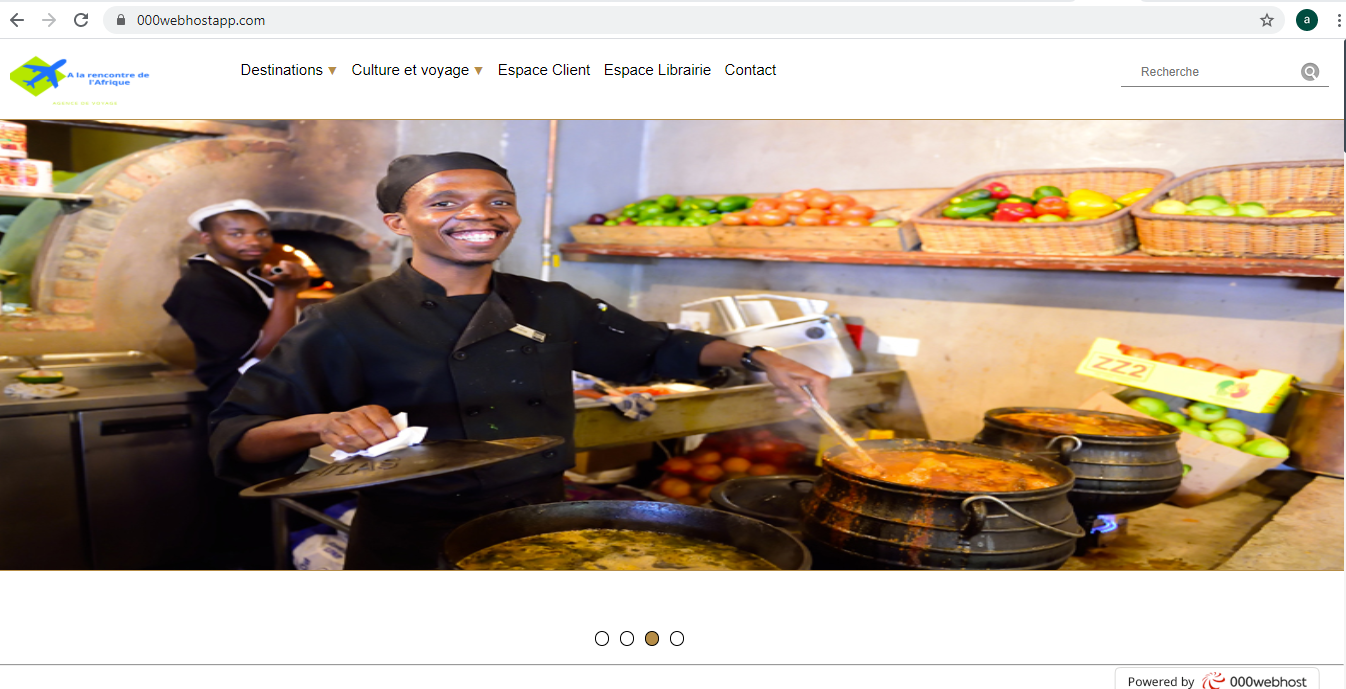 000webhostapp.com
a
A la rencontre de
l'Afrique
AGENCE DE VOYAGE
Destinations ▼ Culture et voyage ▼ Espace Client Espace Librairie Contact
Recherche
ZZ2
Powered by 000webhost